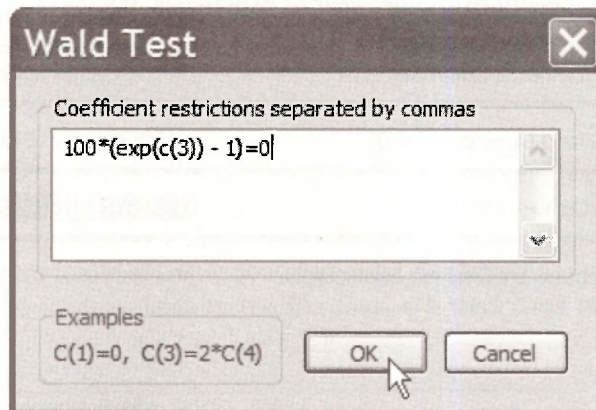 Wald Test
Coefficient restrictions separated by commas
100*(exp(c(3)) - 1)=0
Examples
C(1)=0, C(3)=2*C(4)
OK
Cancel